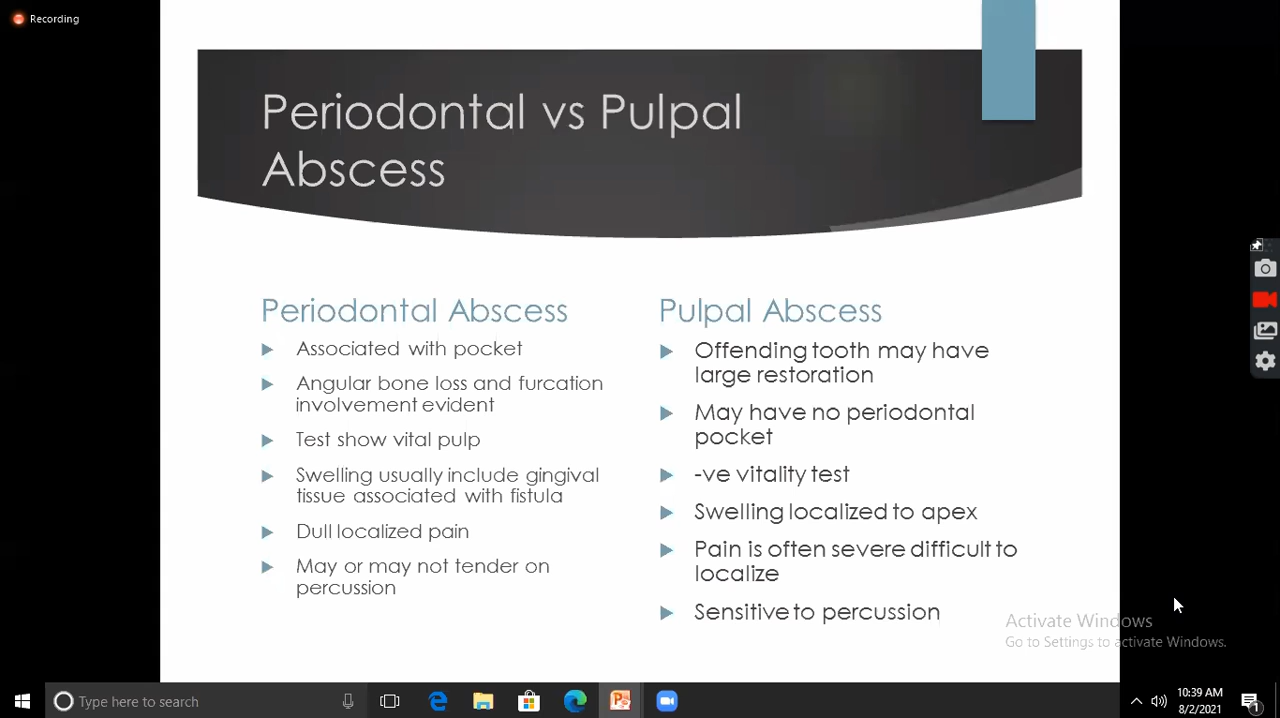 Recording
Periodontal vs Pulpal
Abscess
Periodontal Abscess
Associated with pocket
Angular bone loss and furcation
involvement evident
Test show vital pulp
Swelling usually include gingival
tissue associated with fistula
Dull localized pain
May or may not tender on
percussion
Pulpal Abscess
Offending tooth may have
large restoration
May have no periodontal
pocket
-ve vitality test
Swelling localized to apex
Pain is often severe difficult to
localize
Sensitive to percussion
Activate Windows
Go to Settings to activate Windows.
Type here to search
10:39 AM
8/2/2021
1